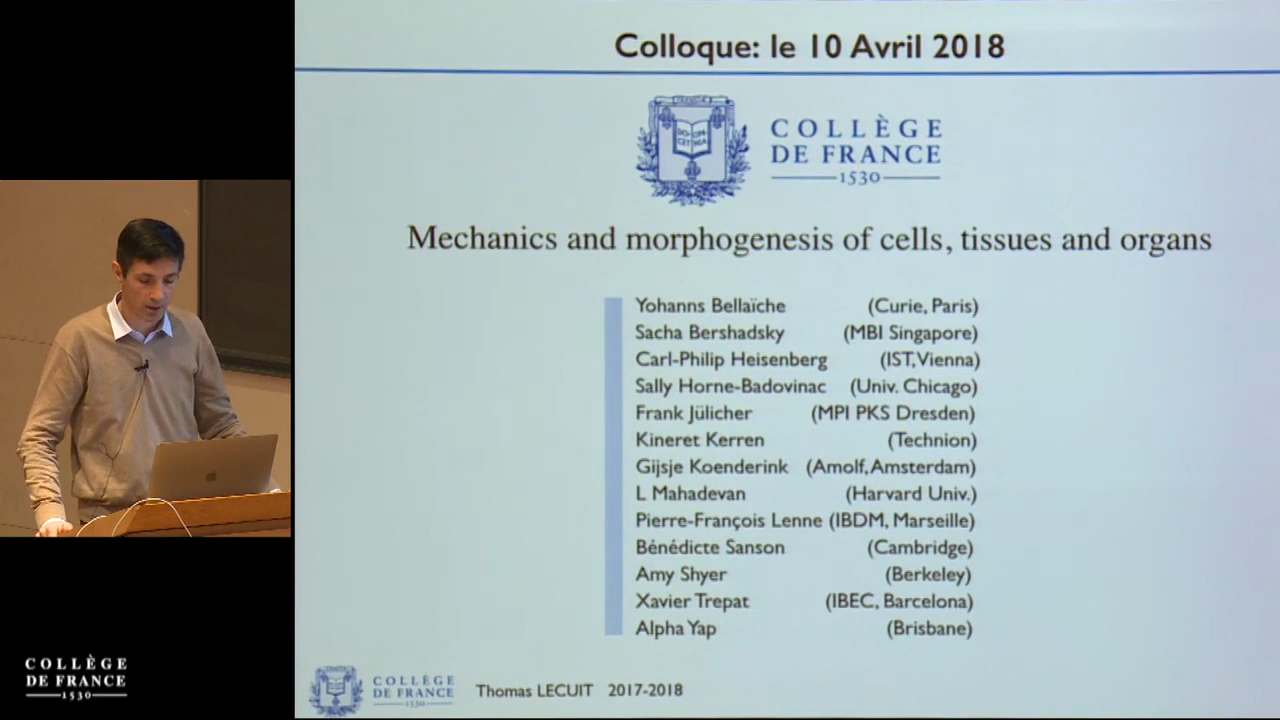 Colloque: le 10 Avril 2018
COLLÈGE
DE FRANCE
1530
Mechanics and morphogenesis of cells, tissues and organs
Yohanns Bellaïche (Curie, Paris)
Sacha Bershadsky (MBI Singapore)
Carl-Philip Heisenberg (IST, Vienna)
Sally Horne-Badovinac (Univ. Chicago)
Frank Jülicher (MPI PKS Dresden)
Kineret Kerren (Technion)
Gijsje Koenderink (Amolf, Amsterdam)
L Mahadevan (Harvard Univ.)
Pierre-François Lenne (IBDM, Marseille)
Bénédicte Sanson (Cambridge)
Amy Shyer (Berkeley)
Xavier Trepat (IBEC, Barcelona)
Alpha Yap (Brisbane)
COLLÈGE
DE FRANCE
1530
Thomas LECUIT 2017-2018
COLLÈGE
DE FRANCE
1530